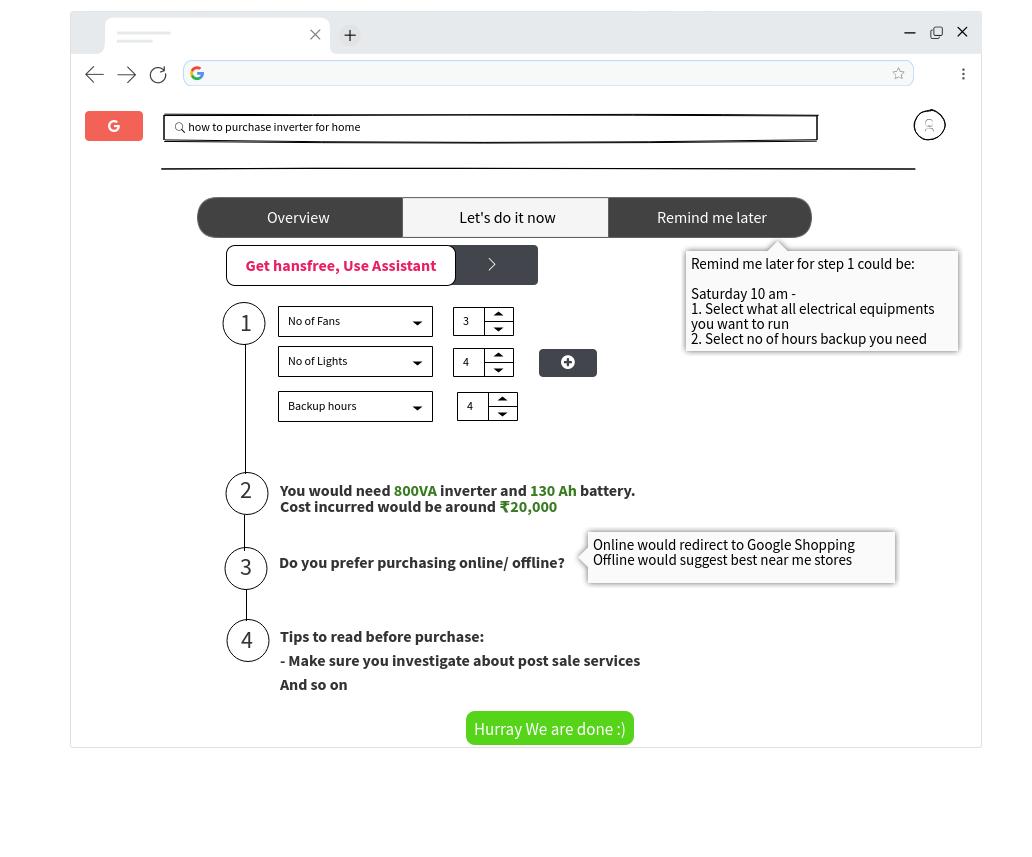 G
how to purchase inverter for home
Overview
Let's do it now
Remind me later
Get hansfree, Use Assistant
Remind me later for step 1 could be:
Saturday 10 am -
1. Select what all electrical equipments
you want to run
2. Select no of hours backup you need
1
No of Fans
3
No of Lights
4
Backup hours
4
2
You would need 800VA inverter and 130 Ah battery.
Cost incurred would be around ₹20,000
3
Do you prefer purchasing online/ offline?
Online would redirect to Google Shopping
Offline would suggest best near me stores
4
Tips to read before purchase:
- Make sure you investigate about post sale services
And so on
Hurray We are done :)